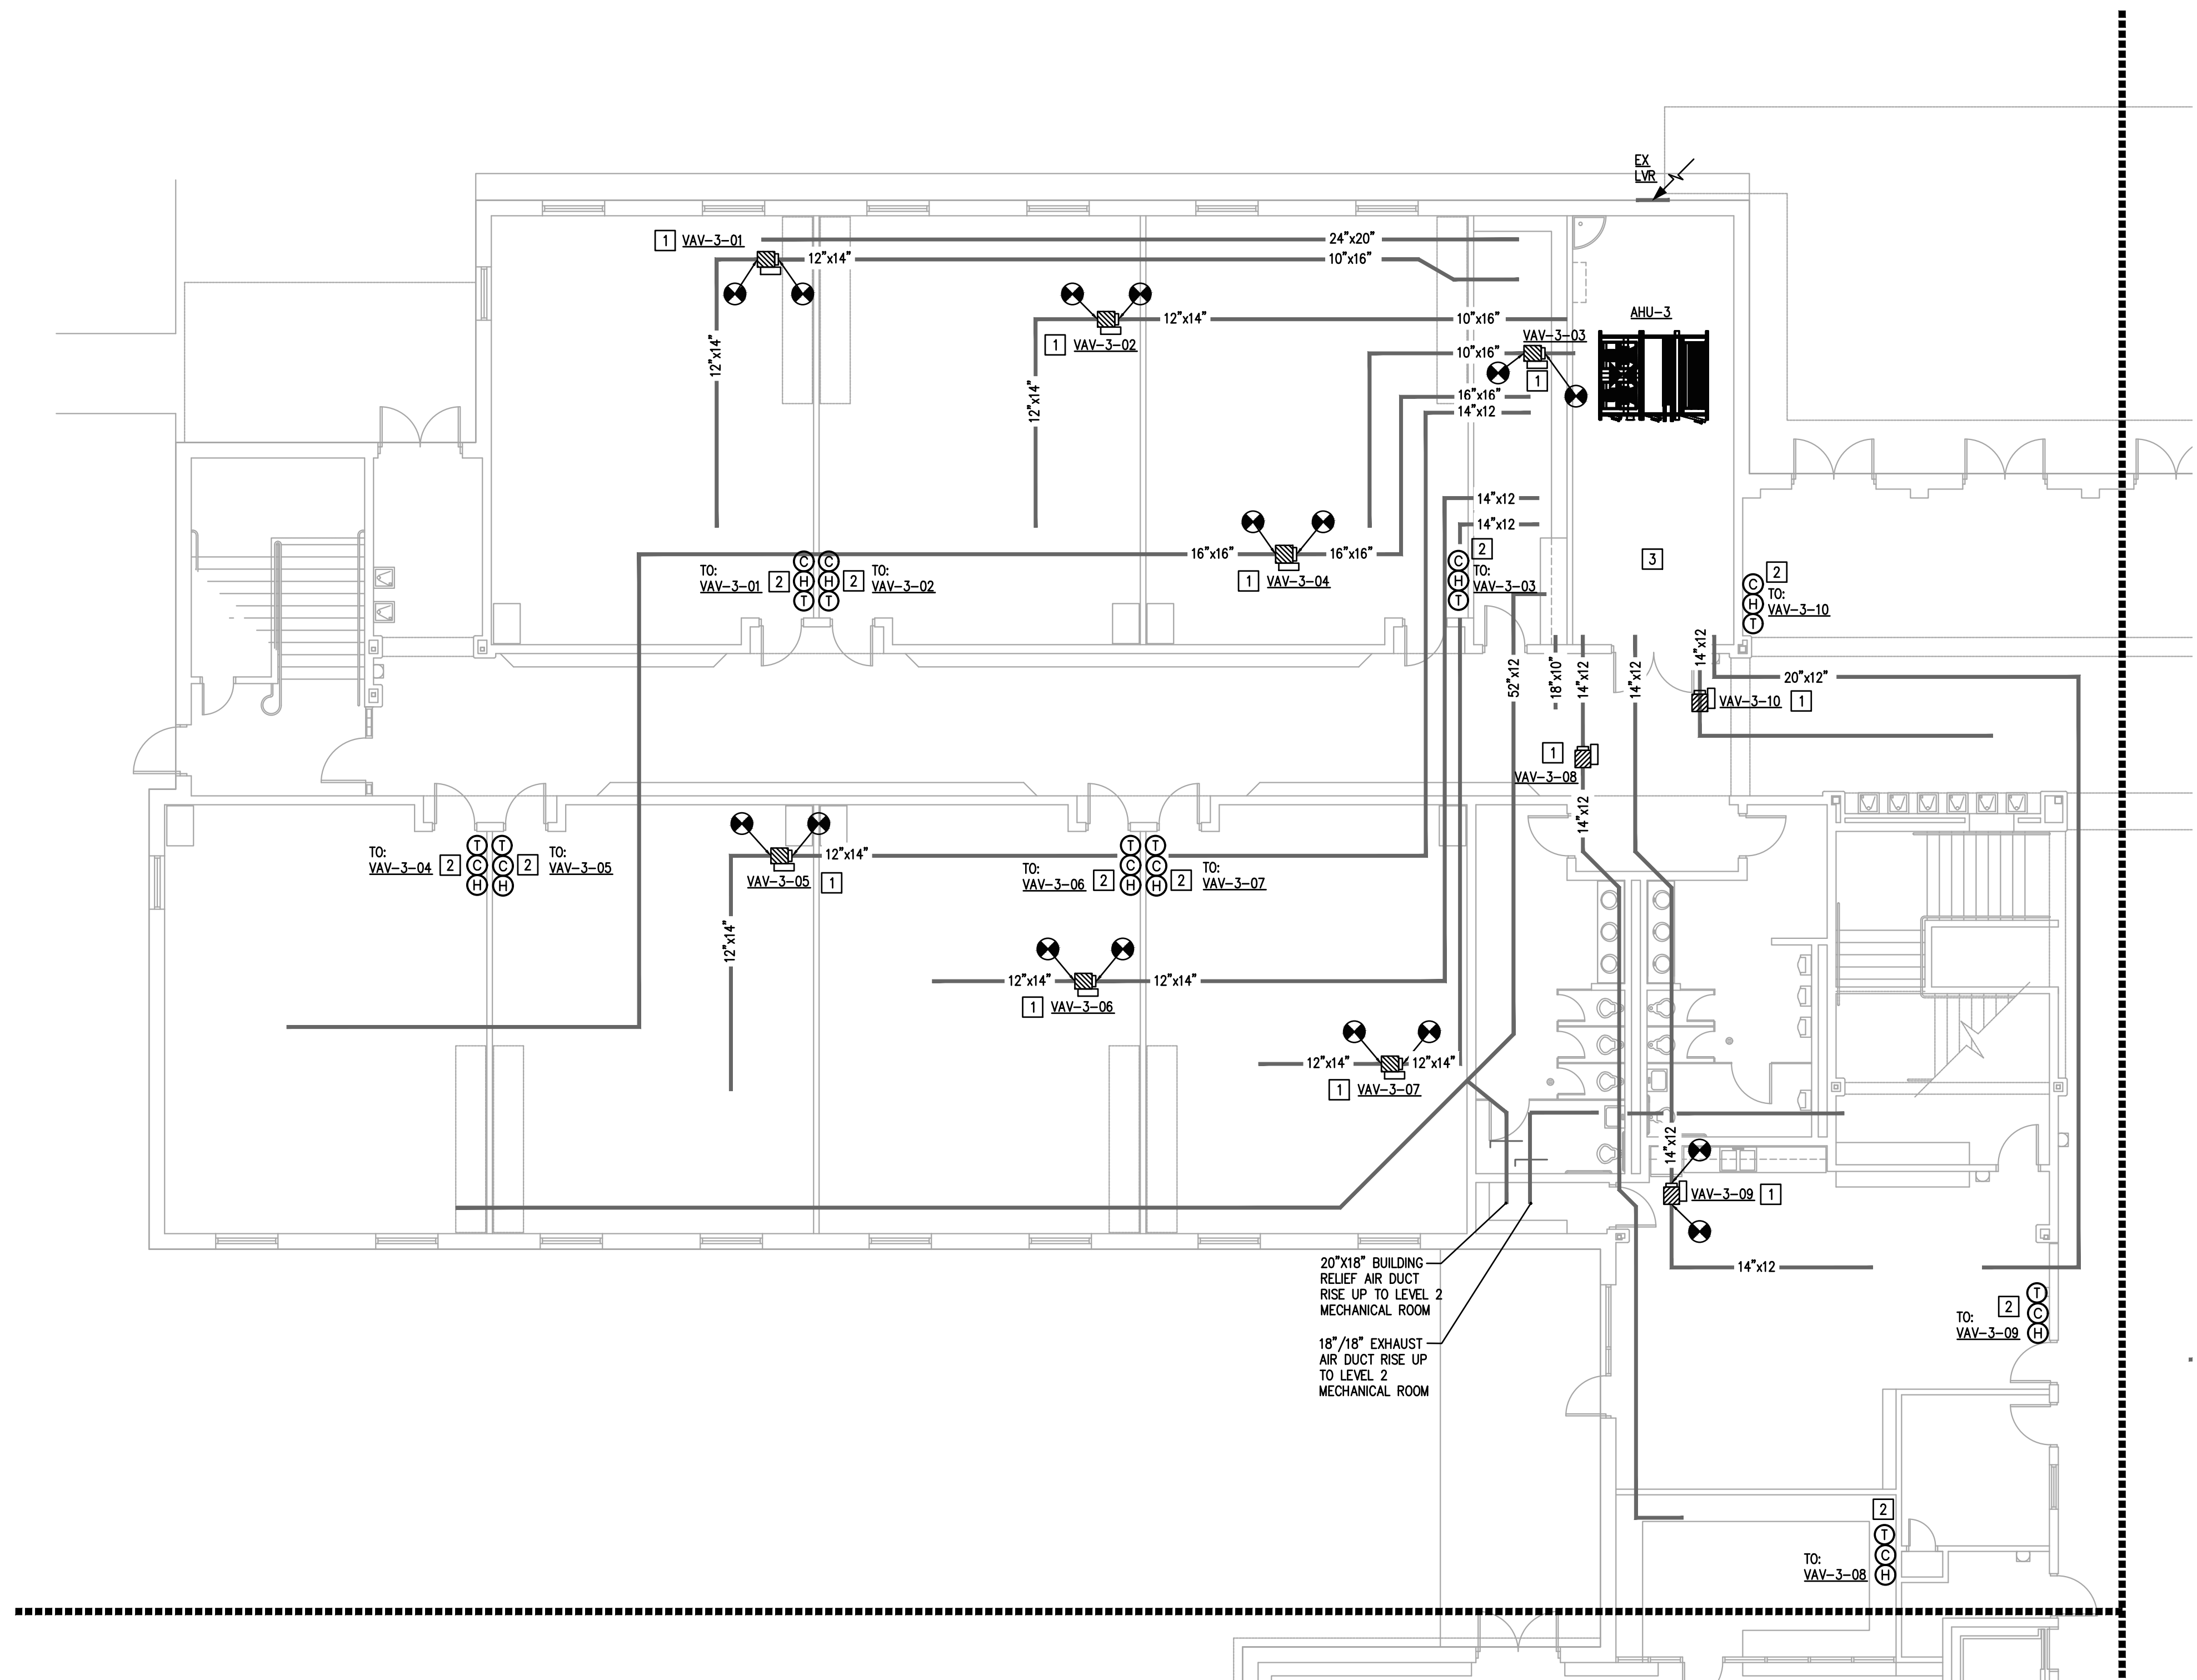 EX
LVR
1 VAV-3-01
24"x20"
12"x14"
10"x16"
AHU-3
12"x14"
10"x16"
VAV-3-03
1 VAV-3-02
12"x14"
10"x16"
1
12"x14"
16"x16"
14"x12
14"x12
14"x12
16"x16"
16"x16"
1 VAV-3-04
TO:
VAV-3-01
2
C
H
T
C
H
T
2
TO:
VAV-3-02
2
C
H
T
TO:
VAV-3-03
3
2
C
H
T
TO:
VAV-3-10
52"x12
18"x10"
14"x12
14"x12
14"x12
20"x12"
VAV-3-10 1
1
VAV-3-08
14"x12
TO:
VAV-3-04
2
T
C
H
T
C
H
2
TO:
VAV-3-05
12"x14"
VAV-3-05 1
12"x14"
TO:
VAV-3-06
2
T
C
H
T
C
H
2
TO:
VAV-3-07
12"x14"
12"x14"
1 VAV-3-06
12"x14"
12"x14"
1 VAV-3-07
14"x12
VAV-3-09 1
14"x12
20"X18" BUILDING
RELIEF AIR DUCT
RISE UP TO LEVEL 2
MECHANICAL ROOM
18"/18" EXHAUST
AIR DUCT RISE UP
TO LEVEL 2
MECHANICAL ROOM
2
T
C
H
TO:
VAV-3-09
2
T
C
H
TO:
VAV-3-08